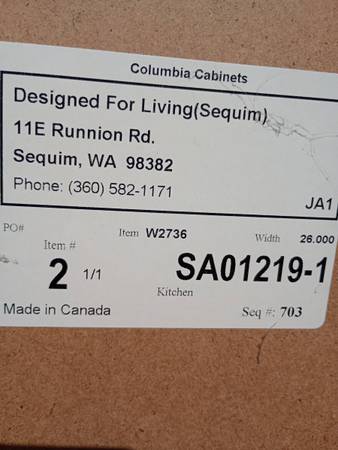 Columbia Cabinets
Designed For Living(Sequim)
11E Runnion Rd.
Sequim, WA 98382
Phone: (360) 582-1171
JA1
PO#
Item W2736
Width 26.000
Item #
2 1/1
SA01219-1
Kitchen
Made in Canada
Seq #: 703